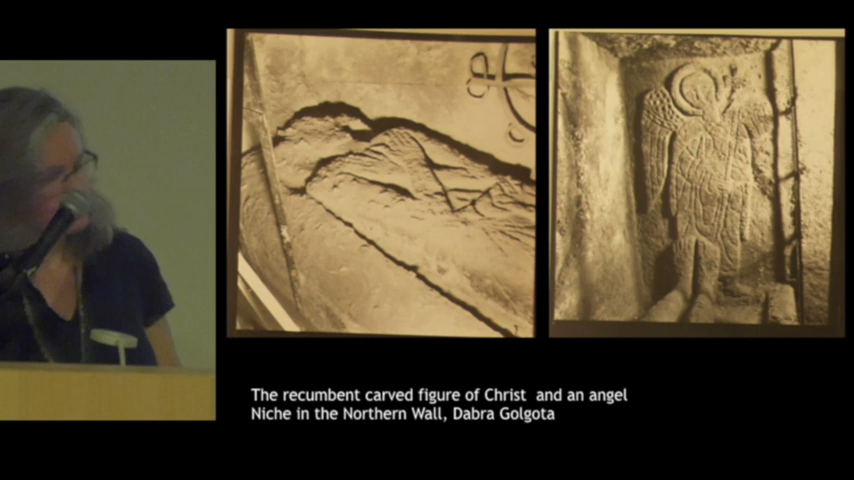 The recumbent carved figure of Christ and an angel
Niche in the Northern Wall, Dabra Golgota